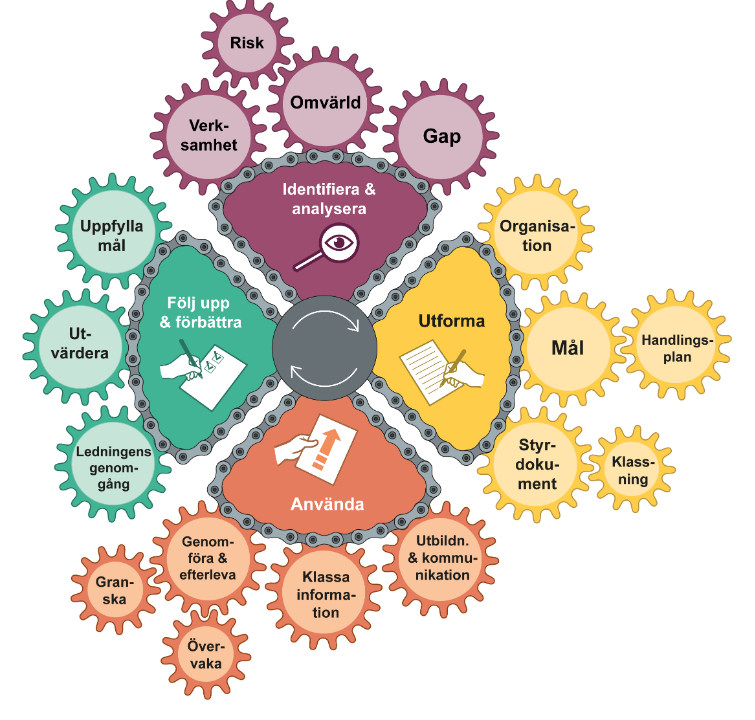 Risk
Omvärld
Verk-
samhet
Gap
Identifiera &
analysera
Uppfylla
mål
Organisa-
tion
Följ upp
& förbättra
Utforma
Ut-
värdera
Mål
Handlings-
plan
Ledningens
genom-
gång
Styr-
doku-
ment
Klass-
ning
Använda
Genom-
föra &
efterleva
Utbildn.
& kommu-
nikation
Gran-
ska
Klassa
informa-
tion
Över-
vaka